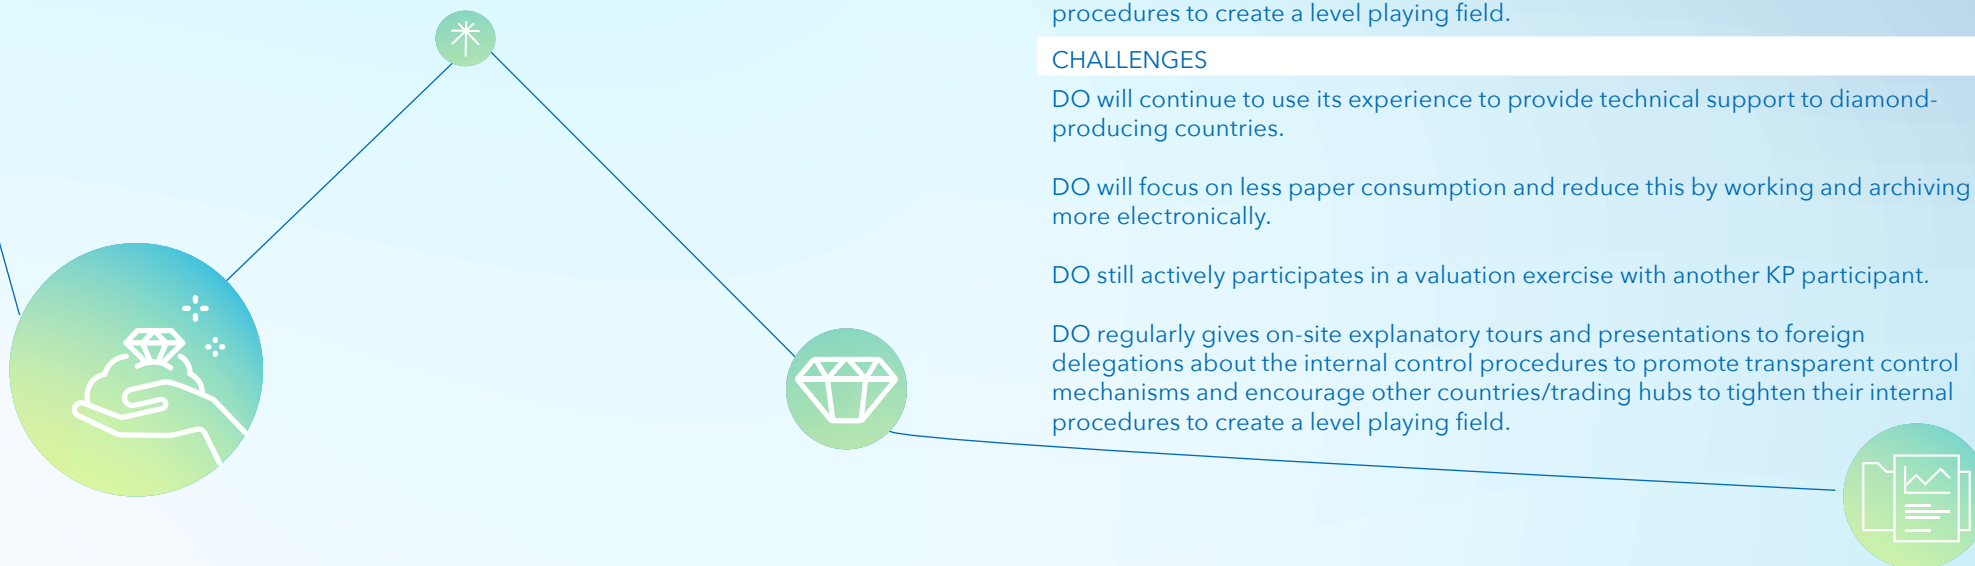 procedures to create a level playing field.
CHALLENGES
DO will continue to use its experience to provide technical support to diamond-
producing countries.
DO will focus on less paper consumption and reduce this by working and archiving
more electronically.
DO still actively participates in a valuation exercise with another KP participant.
DO regularly gives on-site explanatory tours and presentations to foreign
delegations about the internal control procedures to promote transparent control
mechanisms and encourage other countries/trading hubs to tighten their internal
procedures to create a level playing field.